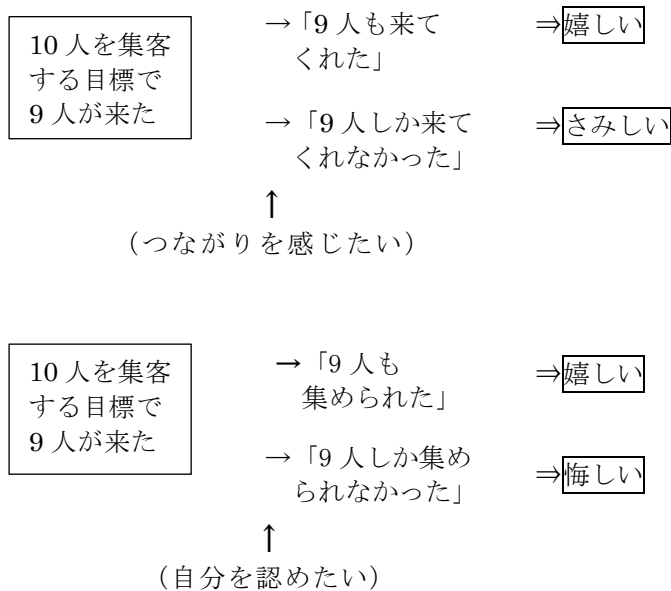 10 人を集客
する目標で
9 人が来た
→「9 人も来て
くれた」
⇒嬉しい
→「9 人しか来て
くれなかった」
⇒さみしい
↑
（つながりを感じたい）
10 人を集客
する目標で
9 人が来た
→「9 人も
集められた」
⇒嬉しい
→「9 人しか集め
られなかった」
⇒悔しい
↑
（自分を認めたい）